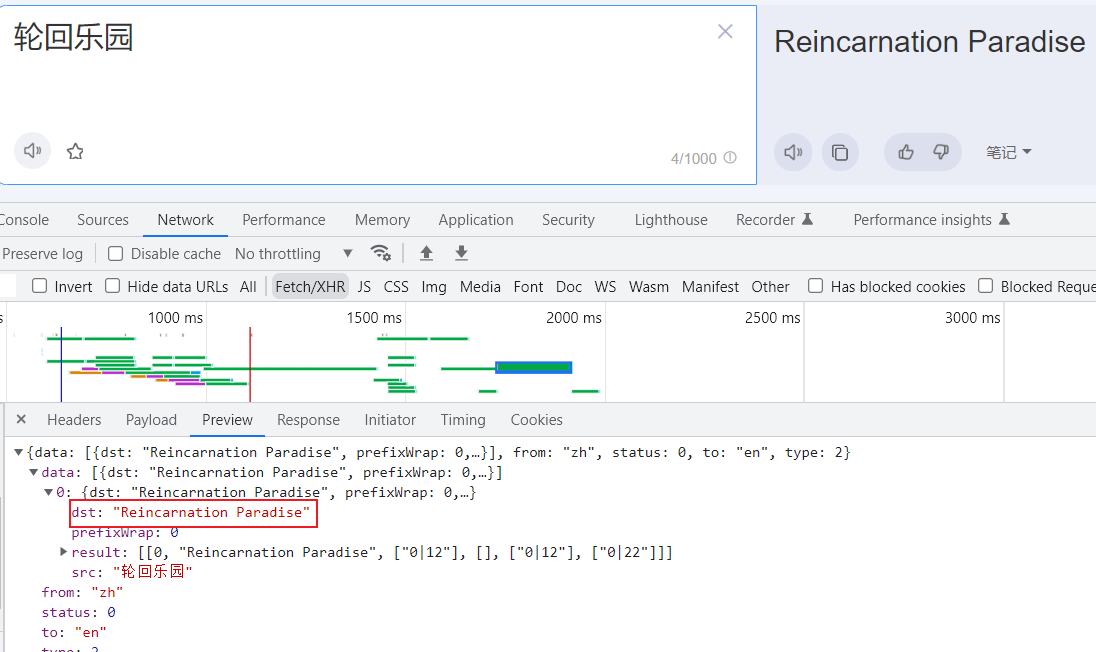 轮回乐园
Reincarnation Paradise
4/1000
笔记
Console Sources Network Performance Memory Application Security Lighthouse Recorder Performance insights
Preserve log Disable cache No throttling
Invert Hide data URLs All Fetch/XHR JS CSS Img Media Font Doc WS Wasm Manifest Other Has blocked cookies Blocked Reque
s 1000 ms 1500 ms 2000 ms 2500 ms 3000 ms
× Headers Payload Preview Response Initiator Timing Cookies
▼{data: [{dst: "Reincarnation Paradise", prefixWrap: 0,…}], from: "zh", status: 0, to: "en", type: 2}
▼data: [{dst: "Reincarnation Paradise", prefixWrap: 0,…}]
▼0: {dst: "Reincarnation Paradise", prefixWrap: 0,…}
dst: "Reincarnation Paradise"
prefixWrap: 0
▶result: [[0, "Reincarnation Paradise", ["0|12"], [], ["0|12"], ["0|22"]]]
src: "轮回乐园"
from: "zh"
status: 0
to: "en"
type: 2